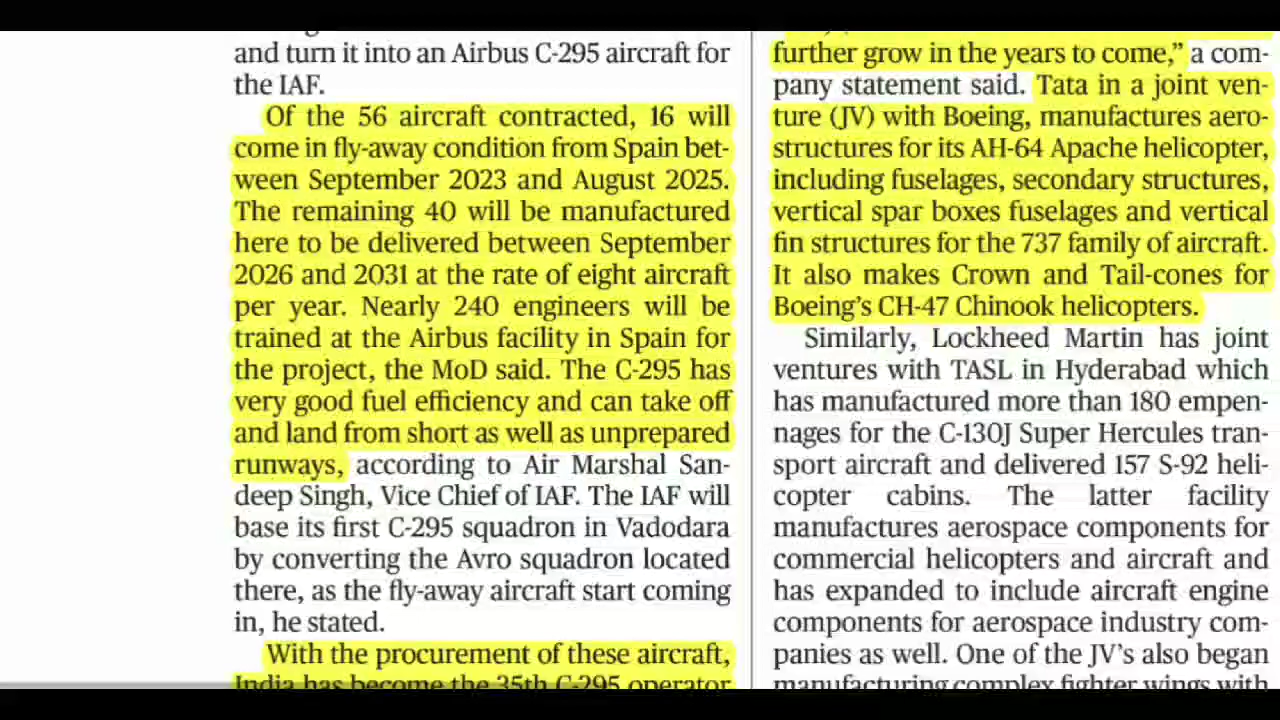 and turn it into an Airbus C-295 aircraft for
the IAF.
Of the 56 aircraft contracted, 16 will
come in fly-away condition from Spain bet-
ween September 2023 and August 2025.
The remaining 40 will be manufactured
here to be delivered between September
2026 and 2031 at the rate of eight aircraft
per year. Nearly 240 engineers will be
trained at the Airbus facility in Spain for
the project, the MoD said. The C-295 has
very good fuel efficiency and can take off
and land from short as well as unprepared
runways, according to Air Marshal San-
deep Singh, Vice Chief of IAF. The IAF will
base its first C-295 squadron in Vadodara
by converting the Avro squadron located
there, as the fly-away aircraft start coming
in, he stated.
With the procurement of these aircraft,
India has become the 35th C-295 operator
further grow in the years to come,” a com-
pany statement said. Tata in a joint ven-
ture (JV) with Boeing, manufactures aero-
structures for its AH-64 Apache helicopter,
including fuselages, secondary structures,
vertical spar boxes fuselages and vertical
fin structures for the 737 family of aircraft.
It also makes Crown and Tail-cones for
Boeing’s CH-47 Chinook helicopters.
Similarly, Lockheed Martin has joint
ventures with TASL in Hyderabad which
has manufactured more than 180 empen-
nages for the C-130J Super Hercules tran-
sport aircraft and delivered 157 S-92 heli-
copter cabins. The latter facility
manufactures aerospace components for
commercial helicopters and aircraft and
has expanded to include aircraft engine
components for aerospace industry com-
panies as well. One of the JV’s also began
manufacturing complex fighter wings with